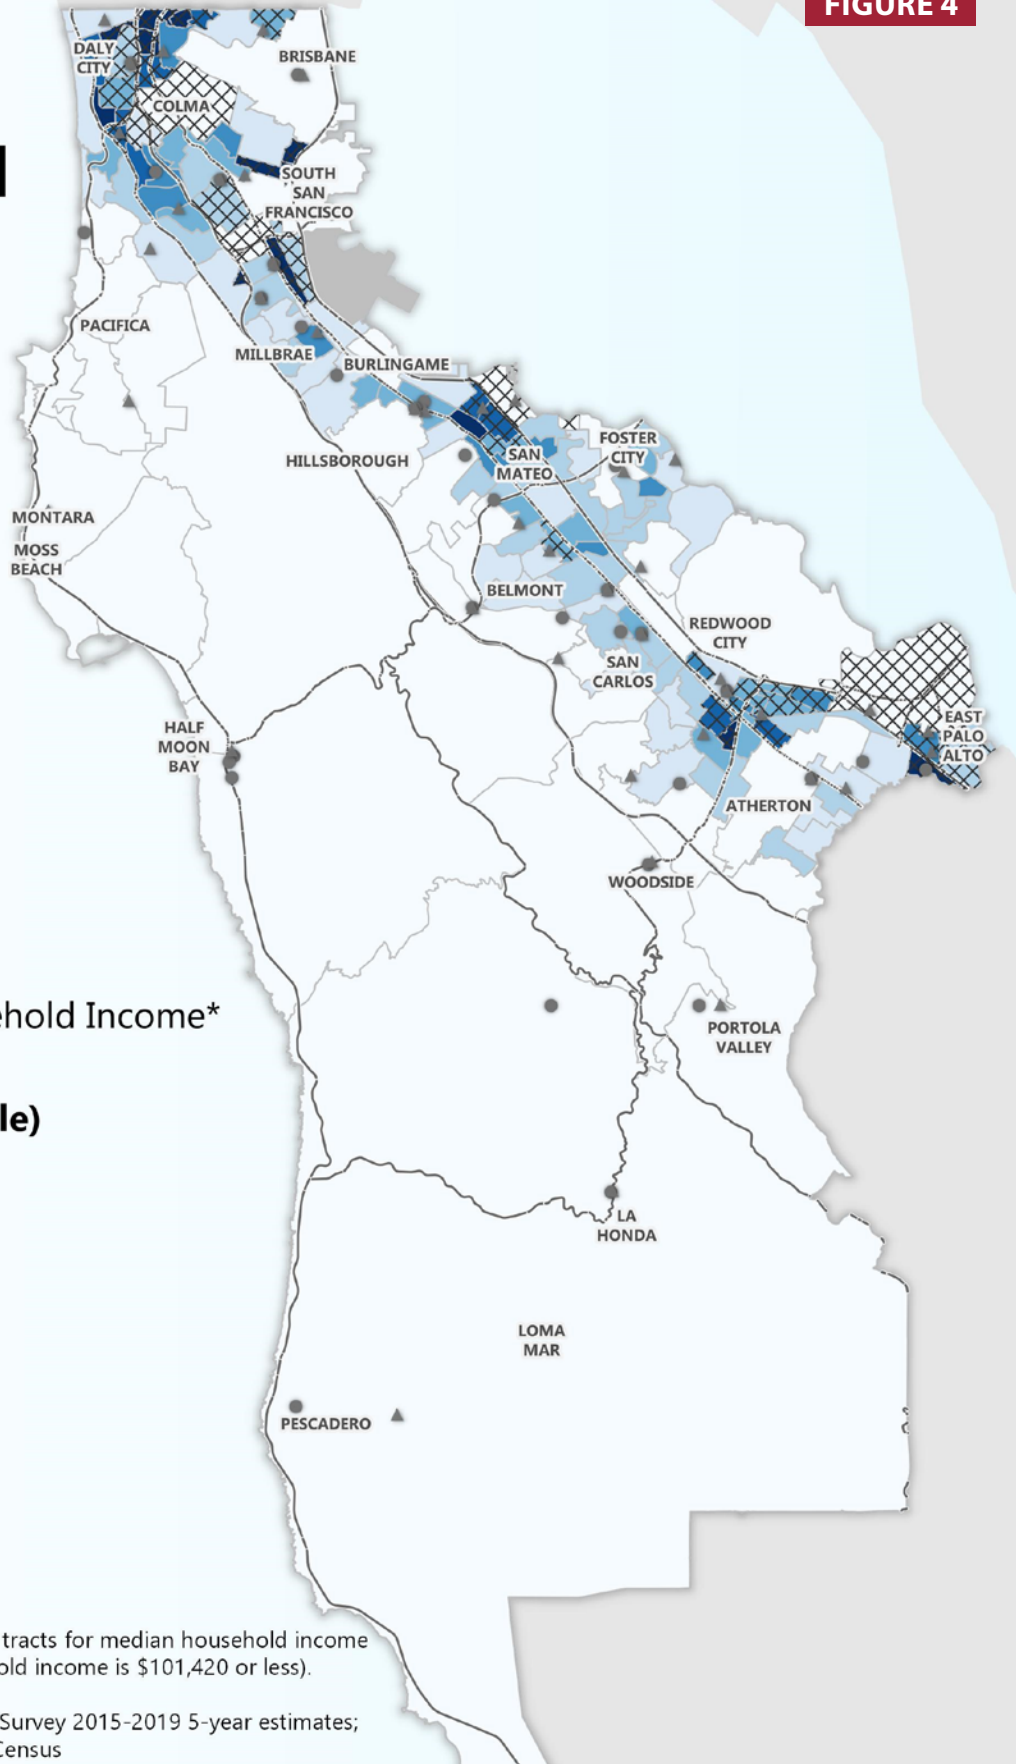 FIGURE 4
DALY
CITY
BRISBANE
COLMA
SOUTH
SAN
FRANCISCO
PACIFICA
MILLBRAE
BURLINGAME
HILLSBOROUGH
SAN
MATEO
FOSTER
CITY
MONTARA
MOSS
BEACH
BELMONT
REDWOOD
CITY
SAN
CARLOS
HALF
MOON
BAY
EAST
PALO
ALTO
ATHERTON
WOODSIDE
ehold Income*
PORTOLA
VALLEY
le)
LA
HONDA
LOMA
MAR
PESCADERO
tracts for median household income
old income is $101,420 or less).
Survey 2015-2019 5-year estimates;
Census